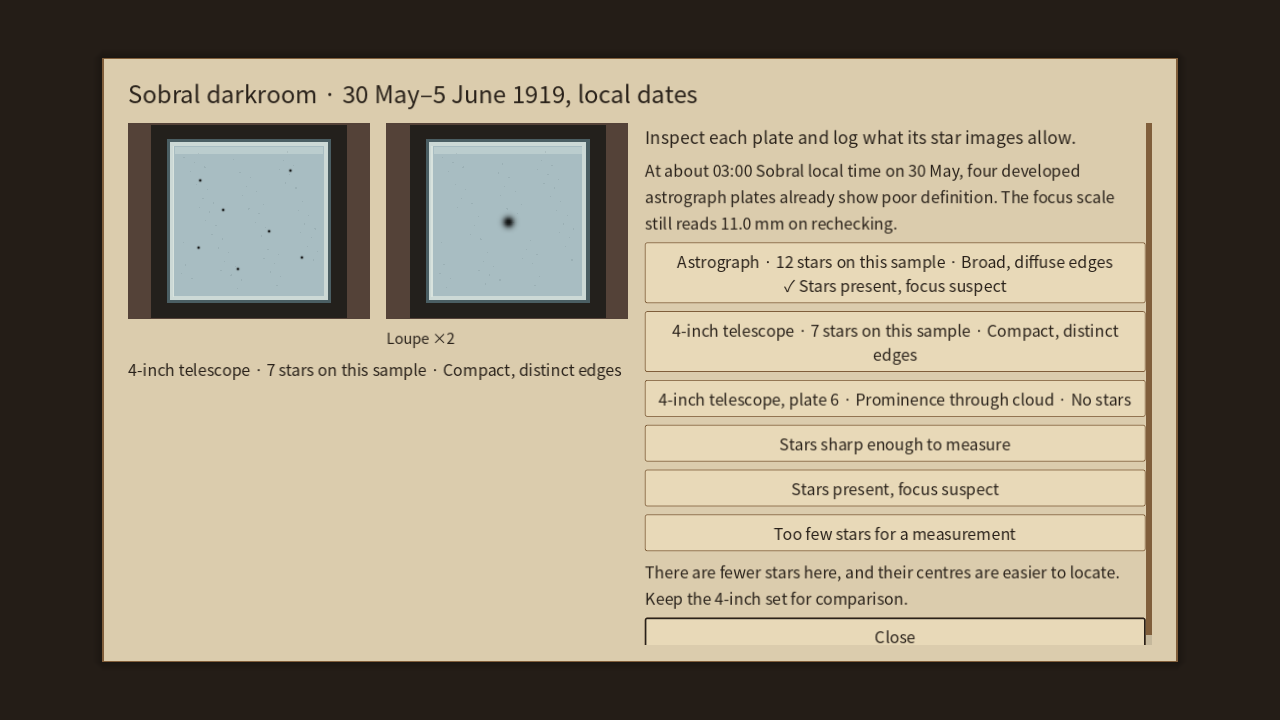 Sobral darkroom · 30 May–5 June 1919, local dates
Loupe ×2
4-inch telescope · 7 stars on this sample · Compact, distinct edges
Inspect each plate and log what its star images allow.
At about 03:00 Sobral local time on 30 May, four developed
astrograph plates already show poor definition. The focus scale
still reads 11.0 mm on rechecking.
Astrograph · 12 stars on this sample · Broad, diffuse edges
✓ Stars present, focus suspect
4-inch telescope · 7 stars on this sample · Compact, distinct
edges
4-inch telescope, plate 6 · Prominence through cloud · No stars
Stars sharp enough to measure
Stars present, focus suspect
Too few stars for a measurement
There are fewer stars here, and their centres are easier to locate.
Keep the 4-inch set for comparison.
Close